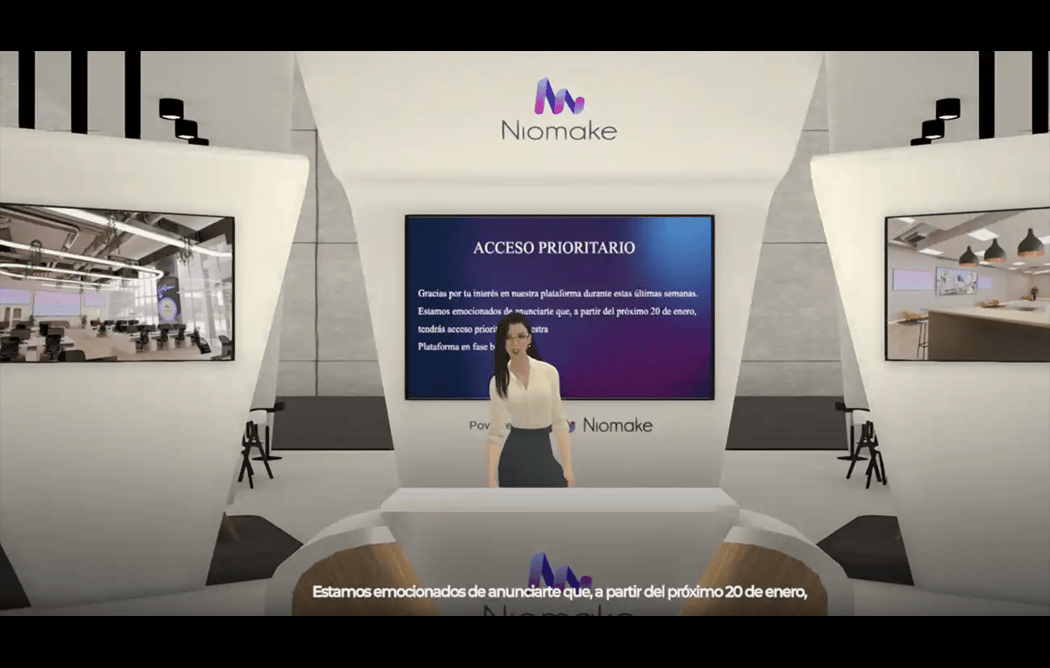 Niomake
ACCESO PRIORITARIO
Gracias por tu interés en nuestra plataforma durante estas últimas semanas.
Estamos emocionados de anunciarte que, a partir del próximo 20 de enero,
tendrás acceso
Plataforma en fase
Niomake
Estamos emocionados de anunciarte que, a partir del próximo 20 de enero,
Niomake